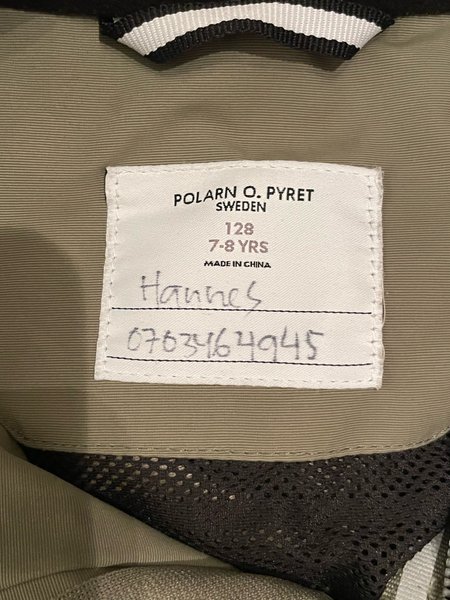 POLARN O. PYRET
SWEDEN
128
7-8 YRS
MADE IN CHINA
Hannes
0703464945